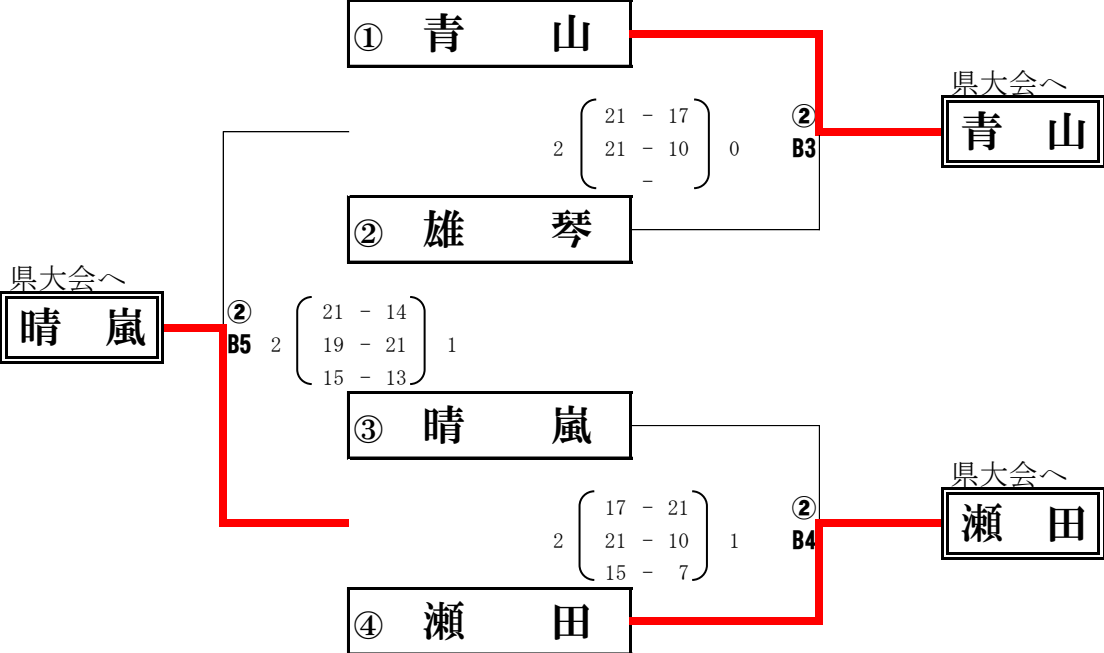 ① 青 山
県大会へ
青 山
2 21 - 17 0
21 - 10
-
②
B3
② 雄 琴
県大会へ
晴 嵐
②
B5
2 21 - 14 1
19 - 21
15 - 13
③ 晴 嵐
県大会へ
瀬 田
2 17 - 21 1
21 - 10
15 - 7
②
B4
④ 瀬 田